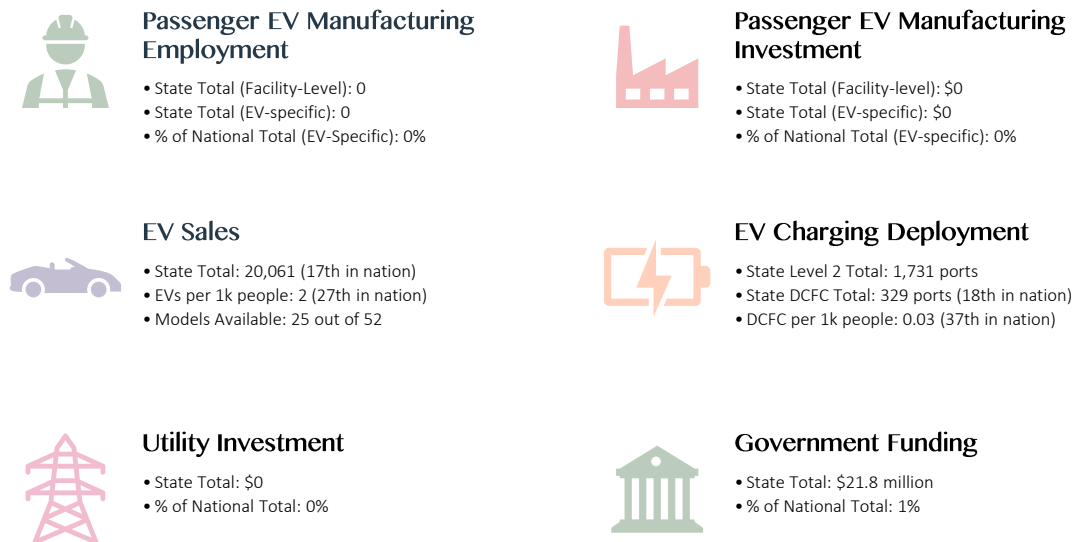 Passenger EV Manufacturing
Employment
• State Total (Facility-Level): 0
• State Total (EV-specific): 0
• % of National Total (EV-Specific): 0%
Passenger EV Manufacturing
Investment
• State Total (Facility-level): $0
• State Total (EV-specific): $0
• % of National Total (EV-specific): 0%
EV Sales
• State Total: 20,061 (17th in nation)
• EVs per 1k people: 2 (27th in nation)
• Models Available: 25 out of 52
EV Charging Deployment
• State Level 2 Total: 1,731 ports
• State DCFC Total: 329 ports (18th in nation)
• DCFC per 1k people: 0.03 (37th in nation)
Utility Investment
• State Total: $0
• % of National Total: 0%
Government Funding
• State Total: $21.8 million
• % of National Total: 1%